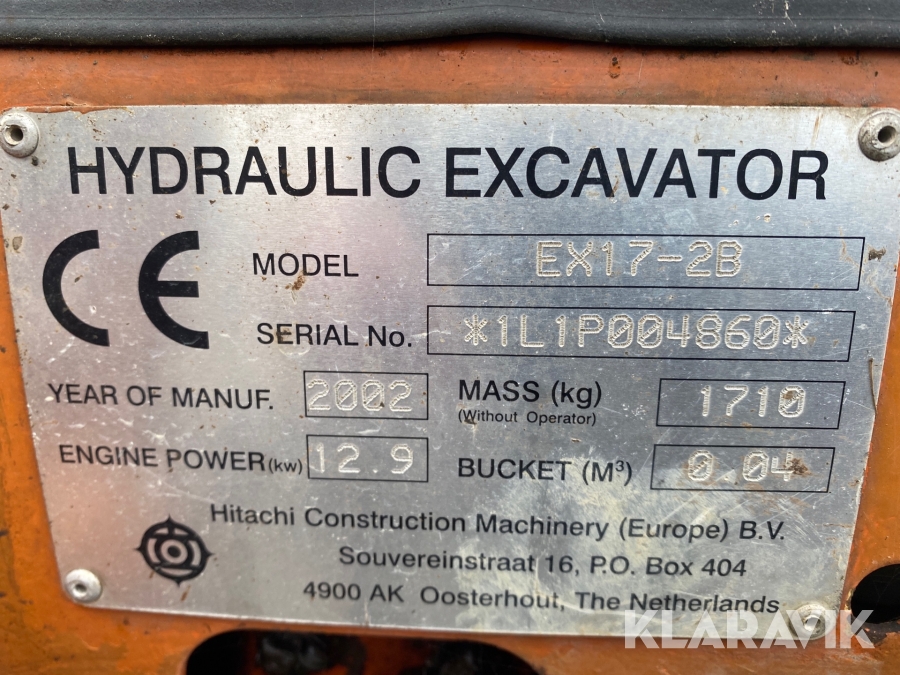 HYDRAULIC EXCAVATOR
CE
MODEL EX17-2B
SERIAL No. *1L1P004860*
YEAR OF MANUF. 2002 MASS (kg) (Without Operator) 1710
ENGINE POWER(kw) 12.9 BUCKET (M³) 0.04
Hitachi Construction Machinery (Europe) B.V.
Souvereinstraat 16, P.O. Box 404
4900 AK Oosterhout, The Netherlands
KLARAVIK